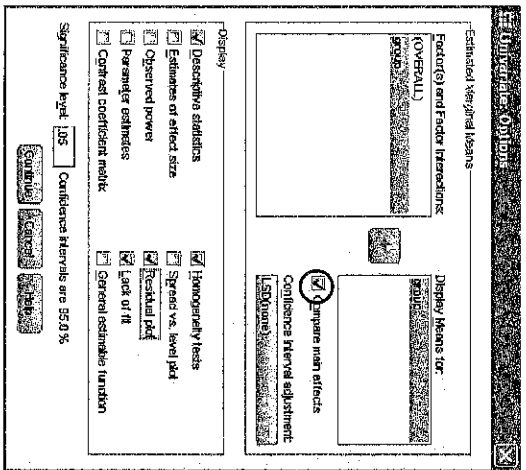 Univariate: Options
Estimated Marginal Means
Factor(s) and Factor Interactions:
(OVERALL)
group
Display Means for:
group
Compare main effects
Confidence interval adjustment:
LSD(none)
Display
Descriptive statistics
Estimates of effect size
Observed power
Parameter estimates
Contrast coefficient matrix
Homogeneity tests
Spread vs. level plot
Residual plot
Lack of fit
General estimable function
Significance level: .05 Confidence intervals are 95.0%
Continue Cancel Help